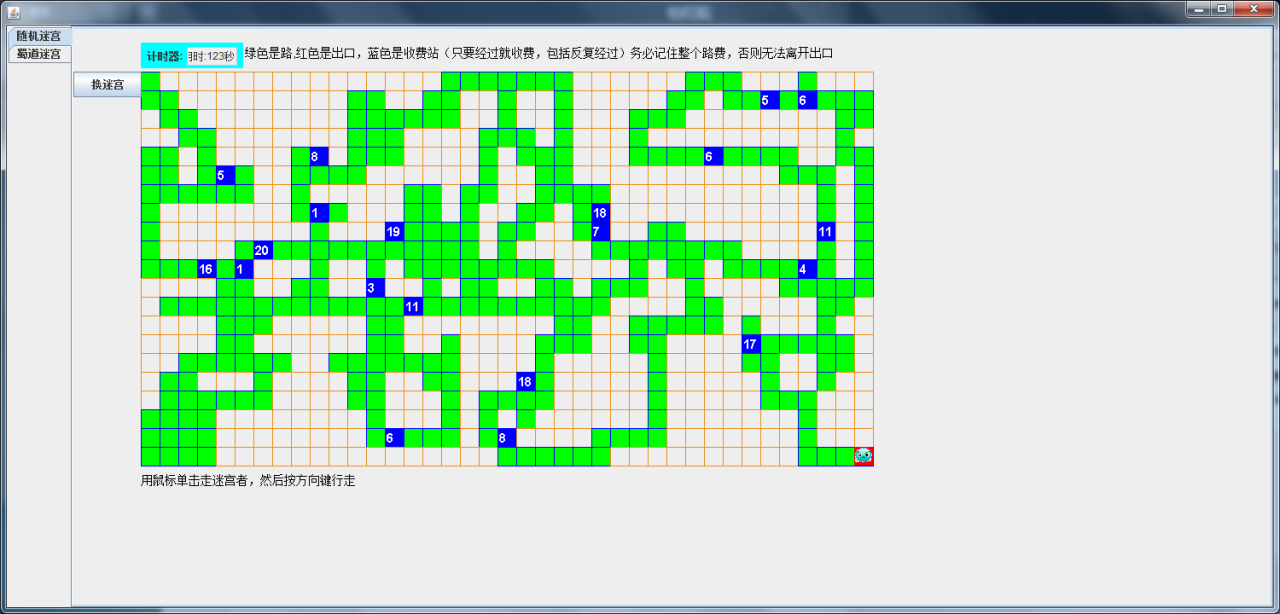 随机迷宫
蜀道迷宫
计时器: 时:123秒 绿色是路,红色是出口，蓝色是收费站（只要经过就收费，包括反复经过）务必记住整个路费，否则无法离开出口
换迷宫
5 6
8 6
5
1 18
19 7 11
20
16 1 4
3
11
17
18
6 8
用鼠标单击走迷宫者，然后按方向键行走